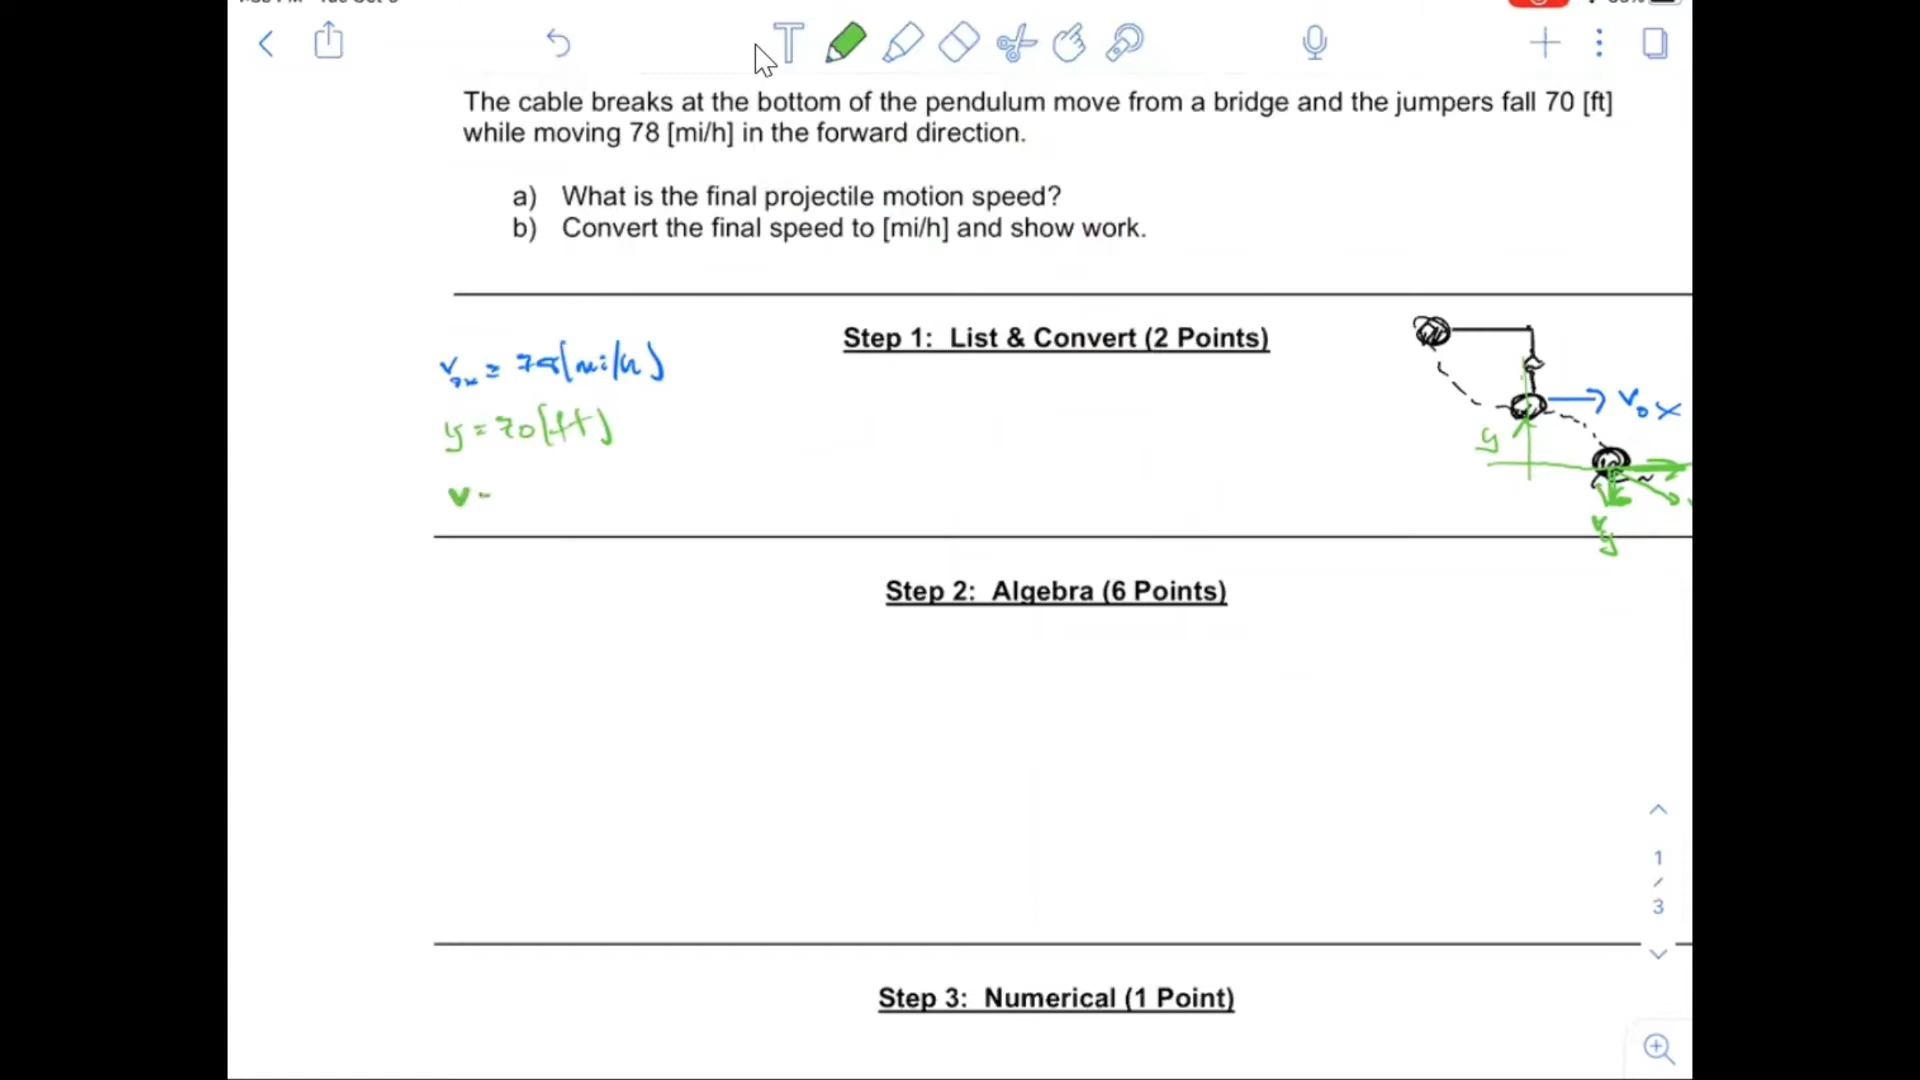 The cable breaks at the bottom of the pendulum move from a bridge and the jumpers fall 70 [ft]
while moving 78 [mi/h] in the forward direction.
a) What is the final projectile motion speed?
b) Convert the final speed to [mi/h] and show work.
Step 1: List & Convert (2 Points)
= 78[mi/h]
y = 70[ft]
v -
v₀x
y
vy
Step 2: Algebra (6 Points)
1
/
3
Step 3: Numerical (1 Point)